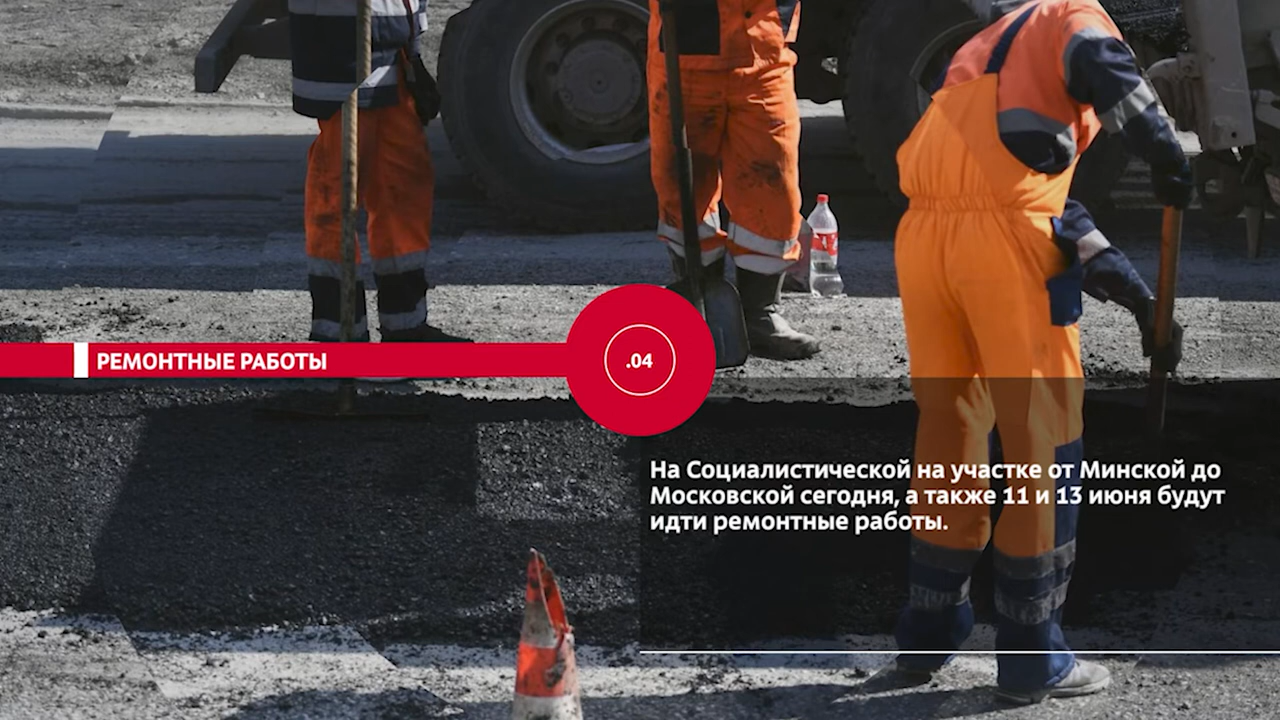 РЕМОНТНЫЕ РАБОТЫ
.04
На Социалистической на участке от Минской до
Московской сегодня, а также 11 и 13 июня будут
идти ремонтные работы.